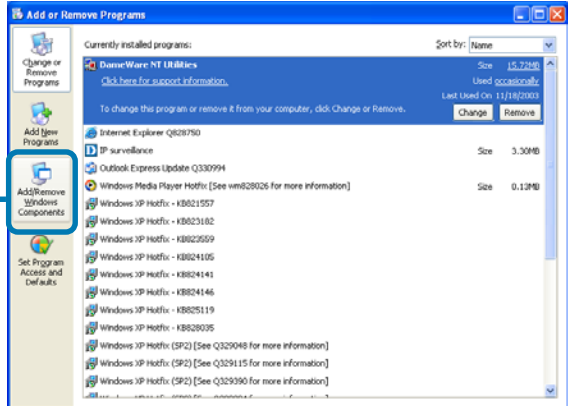 Add or Remove Programs
Change or
Remove
Programs
Add New
Programs
Add/Remove
Windows
Components
Set Program
Access and
Defaults
Currently installed programs:
Sort by: Name
DameWare NT Utilities
Size 15.72MB
Click here for support information.
Used occasionally
Last Used On 11/18/2003
To change this program or remove it from your computer, click Change or Remove.
Change Remove
Internet Explorer Q828750
IP surveillance
Size 3.30MB
Outlook Express Update Q330994
Windows Media Player Hotfix [See wm828026 for more information]
Size 0.13MB
Windows XP Hotfix - KB821557
Windows XP Hotfix - KB823182
Windows XP Hotfix - KB823559
Windows XP Hotfix - KB824105
Windows XP Hotfix - KB824141
Windows XP Hotfix - KB824146
Windows XP Hotfix - KB825119
Windows XP Hotfix - KB828035
Windows XP Hotfix (SP2) [See Q329048 for more information]
Windows XP Hotfix (SP2) [See Q329115 for more information]
Windows XP Hotfix (SP2) [See Q329390 for more information]